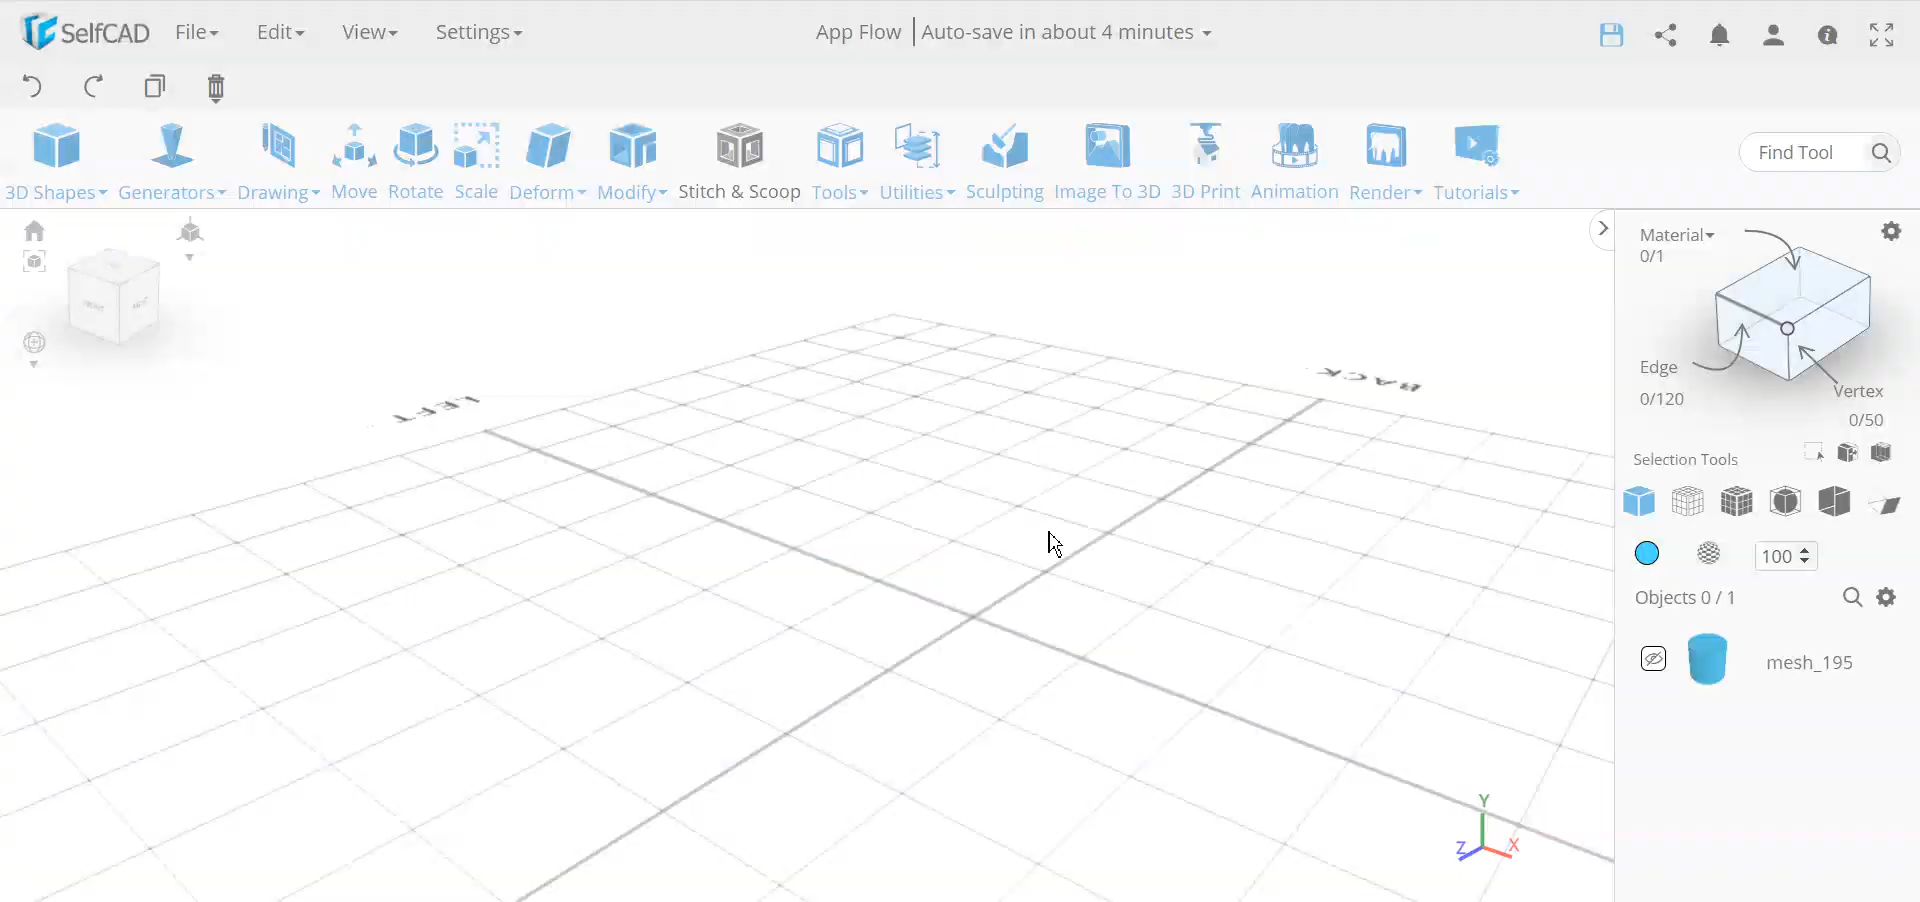 SelfCAD File Edit View Settings App Flow Auto-save in about 4 minutes
3D Shapes Generators Drawing Move Rotate Scale Deform Modify Stitch & Scoop Tools Utilities Sculpting Image To 3D 3D Print Animation Render Tutorials Find Tool
Material
0/1
Edge
0/120
Vertex
0/50
LEFT
BACK
Selection Tools
100
Objects 0 / 1
mesh_195
Y
Z X